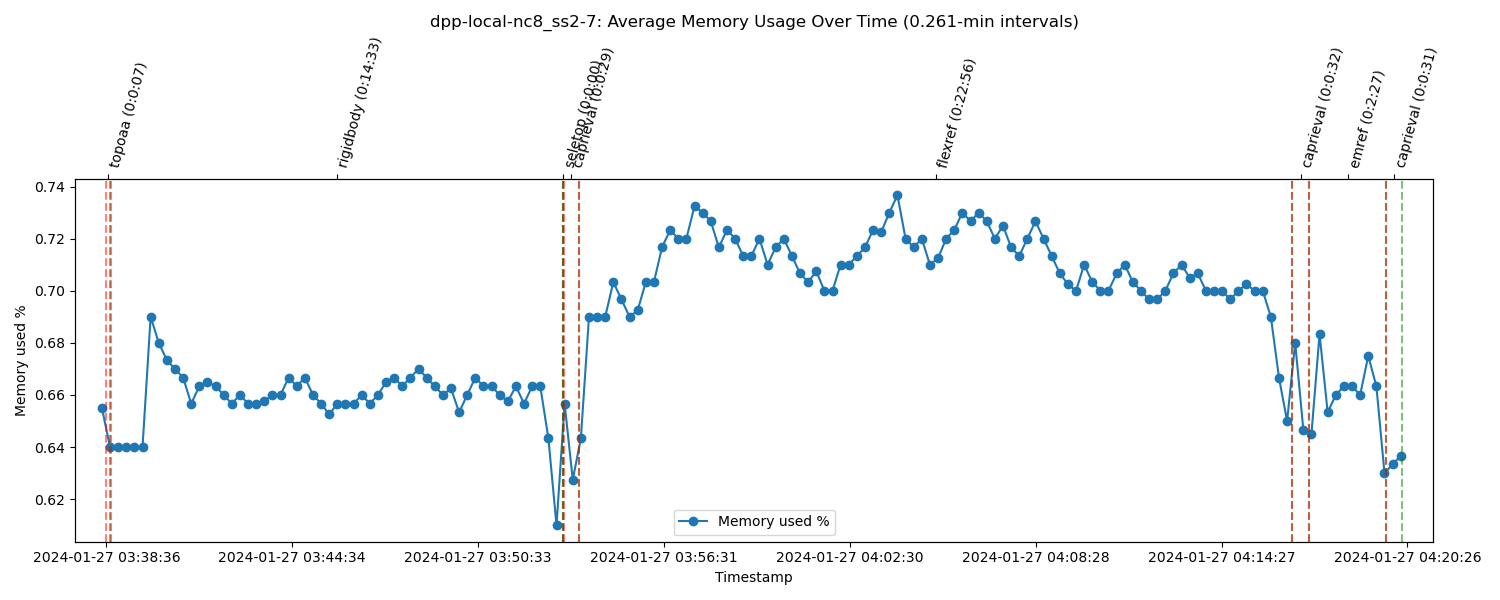 dpp-local-nc8_ss2-7: Average Memory Usage Over Time (0.261-min intervals)
topoaa (0:0:07)
rigidbody (0:14:33)
seletop (0:0:00)
caprieval (0:0:29)
flexref (0:22:56)
caprieval (0:0:32)
emref (0:2:27)
caprieval (0:0:31)
Memory used %
0.74
0.72
0.70
0.68
0.66
0.64
0.62
Memory used %
2024-01-27 03:38:36
2024-01-27 03:44:34
2024-01-27 03:50:33
2024-01-27 03:56:31
2024-01-27 04:02:30
2024-01-27 04:08:28
2024-01-27 04:14:27
2024-01-27 04:20:26
Timestamp